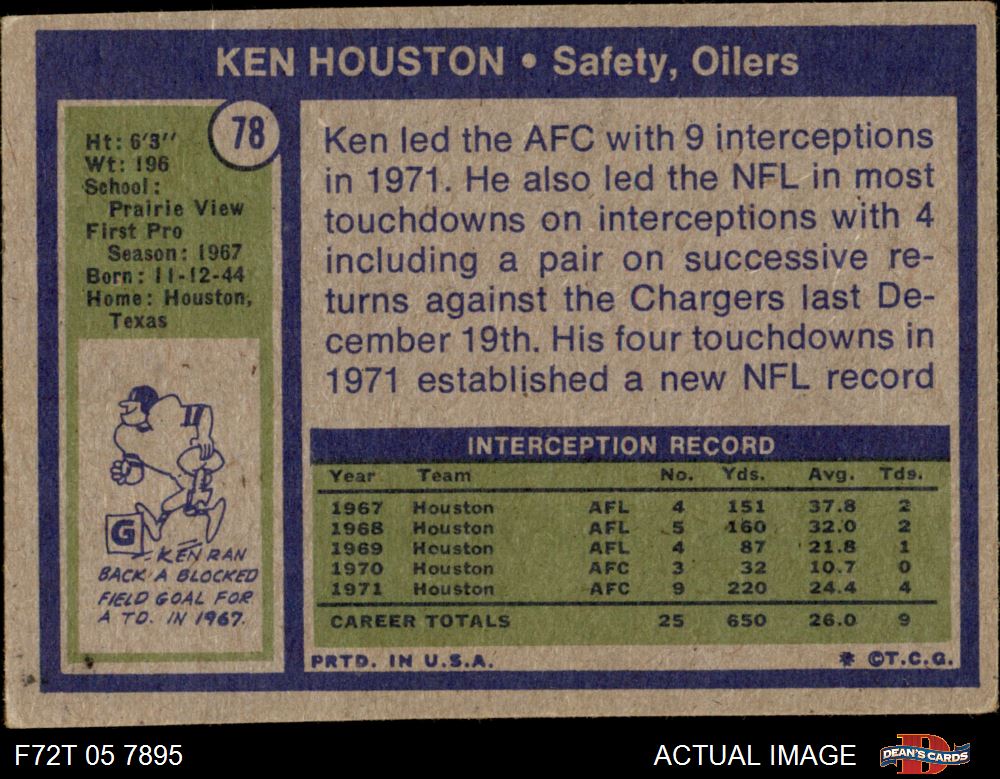 KEN HOUSTON • Safety, Oilers
78
Ht: 6'3"
Wt: 196
School:
Prairie View
First Pro
Season: 1967
Born: 11-12-44
Home: Houston,
Texas
G
KEN RAN
BACK A BLOCKED
FIELD GOAL FOR
A TD. IN 1967.
Ken led the AFC with 9 interceptions
in 1971. He also led the NFL in most
touchdowns on interceptions with 4
including a pair on successive re-
turns against the Chargers last De-
cember 19th. His four touchdowns in
1971 established a new NFL record
INTERCEPTION RECORD
Year Team No. Yds. Avg. Tds.
1967 Houston AFL 4 151 37.8 2
1968 Houston AFL 5 160 32.0 2
1969 Houston AFL 4 87 21.8 1
1970 Houston AFC 3 32 10.7 0
1971 Houston AFC 9 220 24.4 4
CAREER TOTALS 25 650 26.0 9
PRTD. IN U.S.A. * ©T.C.G.
F72T 05 7895 ACTUAL IMAGE DEAN'S CARDS